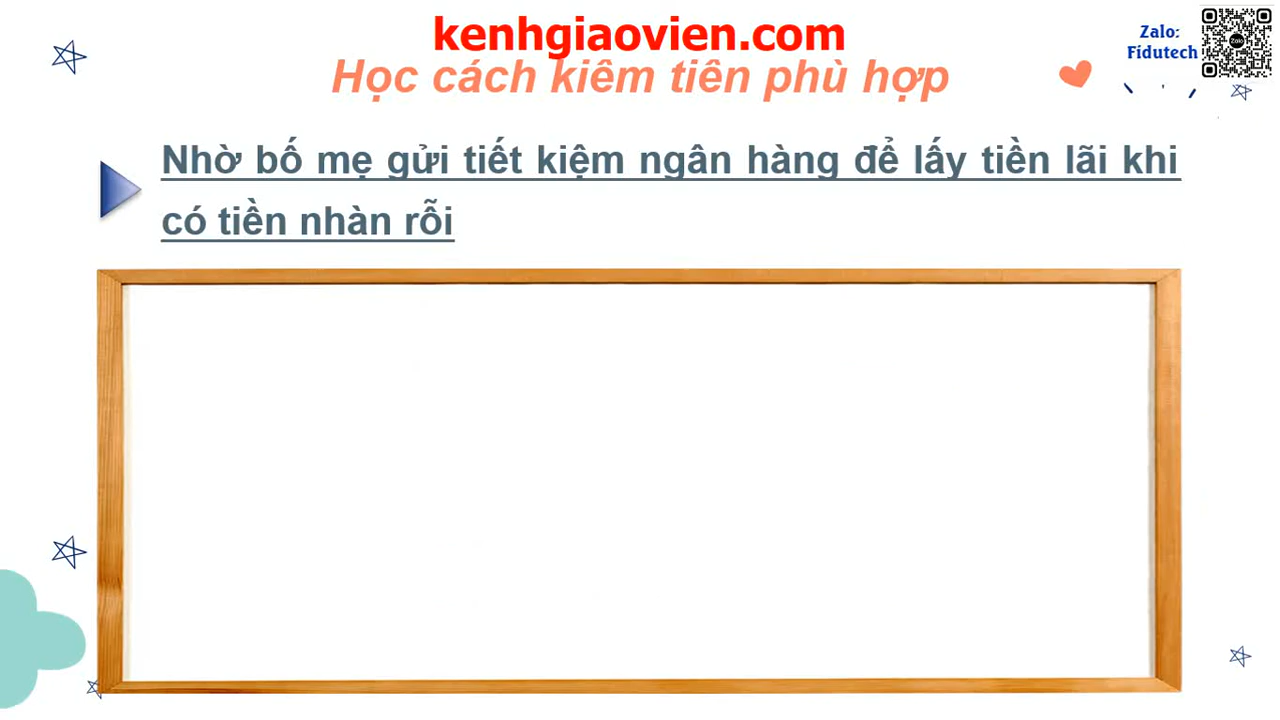 kenhgiaovien.com
Zalo:
Fidutech
Zalo
Học cách kiếm tiền phù hợp
Nhờ bố mẹ gửi tiết kiệm ngân hàng để lấy tiền lãi khi
có tiền nhàn rỗi